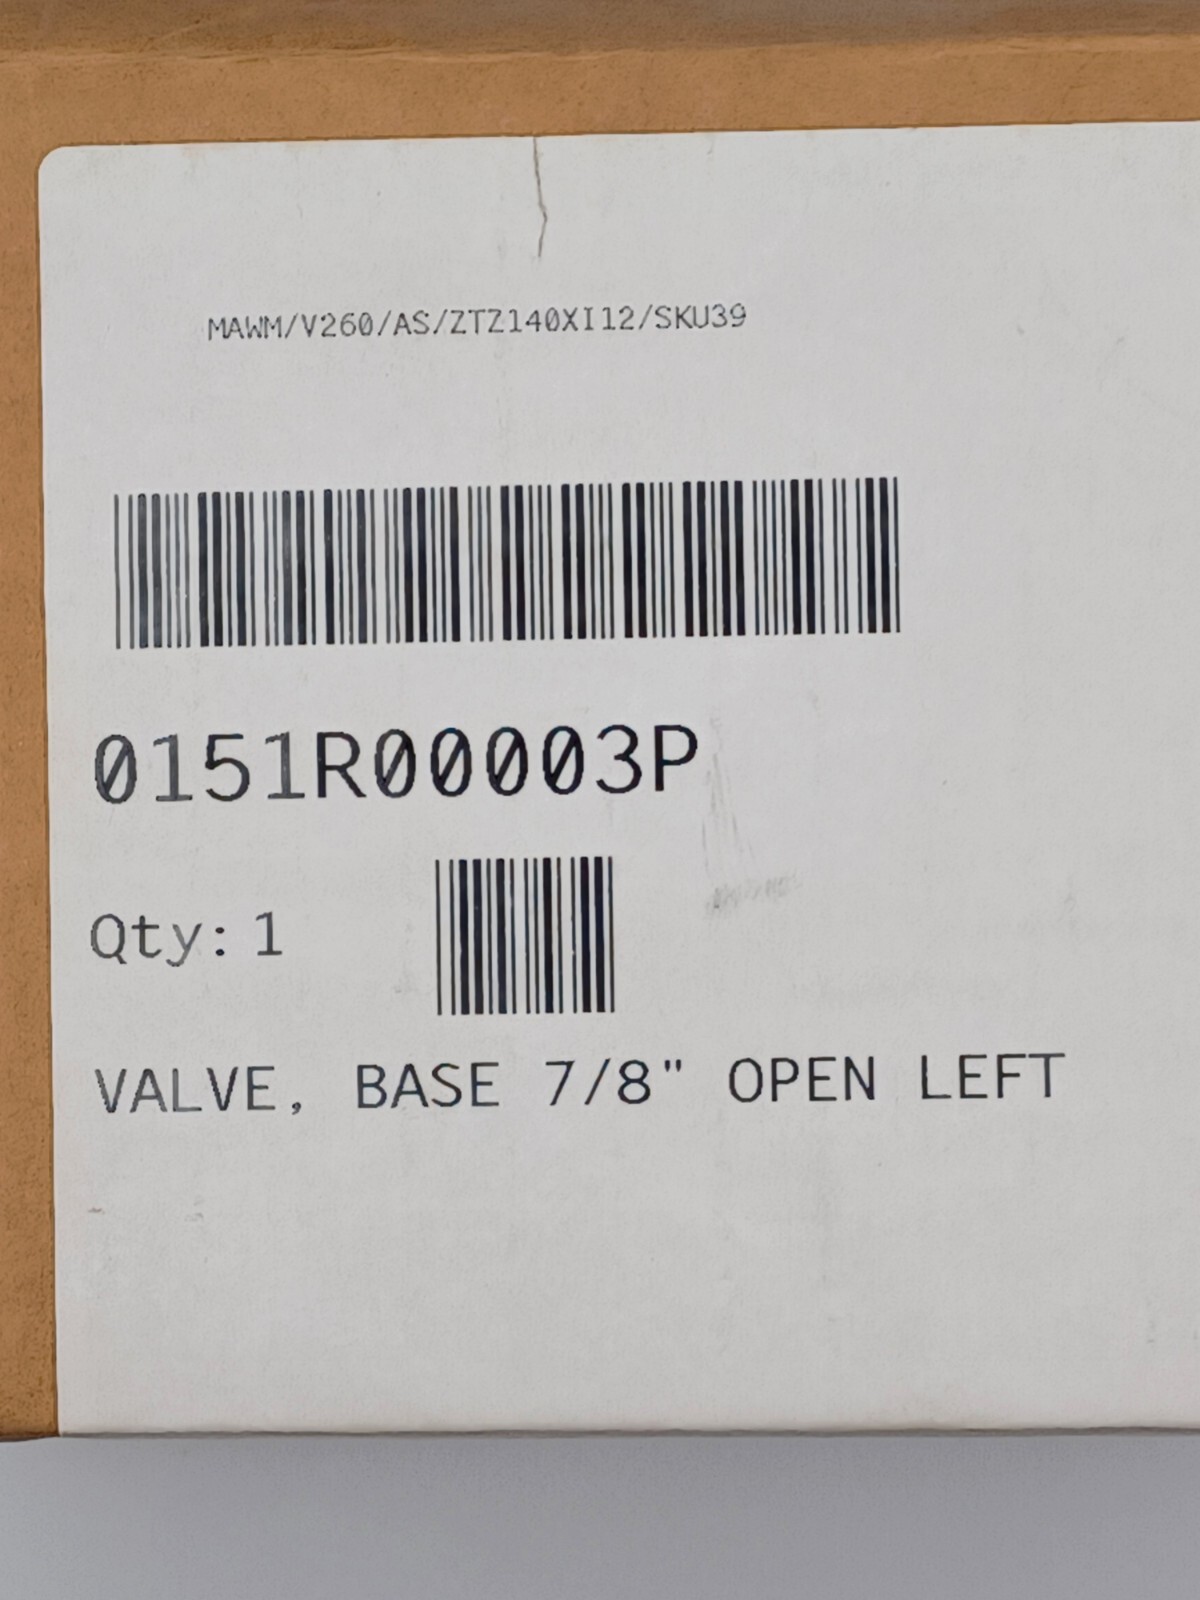 MAWM/V260/AS/ZTZ140XI12/SKU39
0151R00003P
Qty: 1
VALVE, BASE 7/8" OPEN LEFT